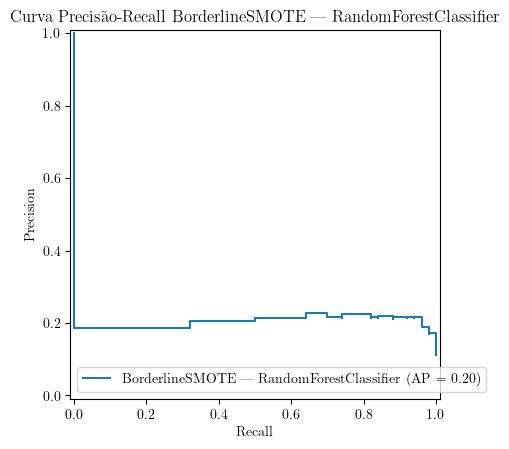 Curva Precisão-Recall BorderlineSMOTE — RandomForestClassifier
1.0
0.8
0.6
0.4
0.2
0.0
Precision
BorderlineSMOTE — RandomForestClassifier (AP = 0.20)
0.0 0.2 0.4 0.6 0.8 1.0
Recall